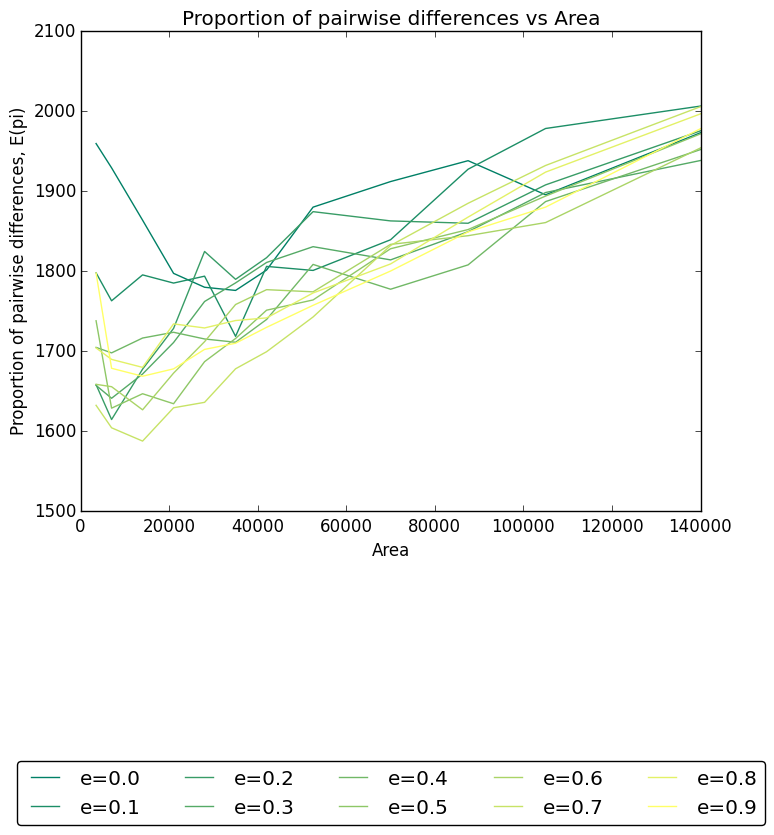 Proportion of pairwise differences vs Area
2100
2000
1900
1800
1700
1600
1500
Proportion of pairwise differences, E(pi)
0 20000 40000 60000 80000 100000 120000 140000
Area
e=0.0 e=0.2 e=0.4 e=0.6 e=0.8
e=0.1 e=0.3 e=0.5 e=0.7 e=0.9